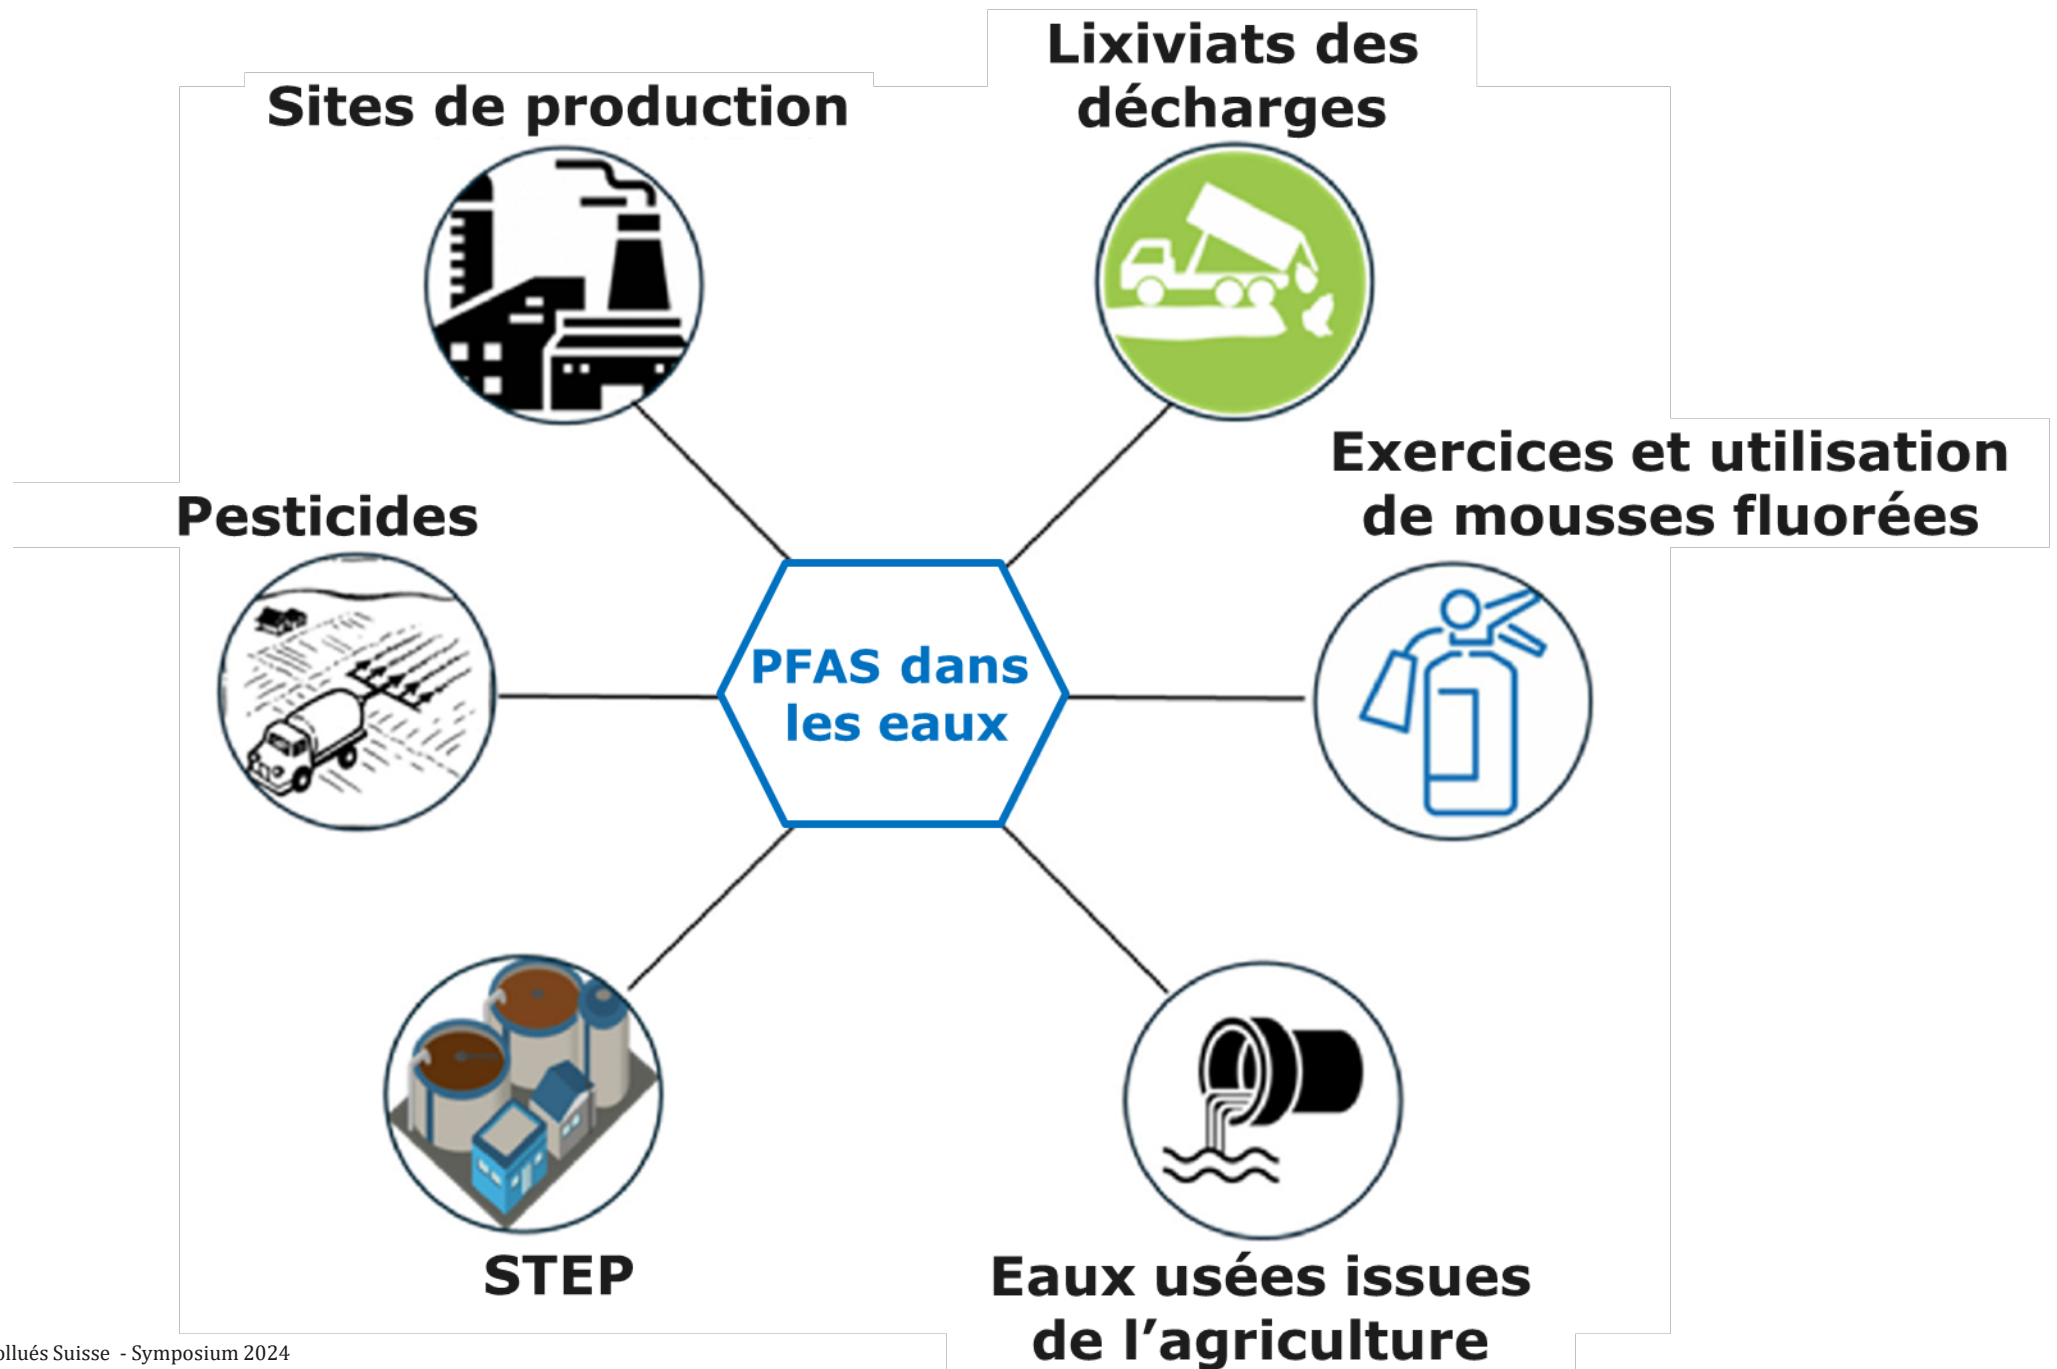 Lixiviats des
décharges
Sites de production
Exercices et utilisation
de mousses fluorées
Pesticides
PFAS dans
les eaux
STEP
Eaux usées issues
de l’agriculture
ollués Suisse - Symposium 2024